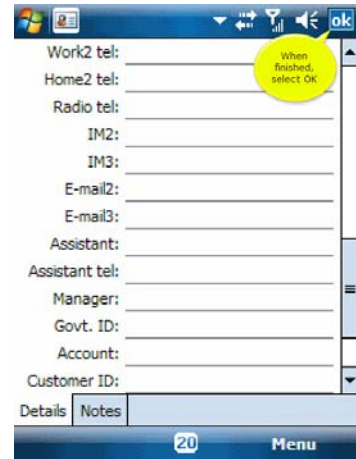 ok
When
finished,
select OK
Work2 tel:
Home2 tel:
Radio tel:
IM2:
IM3:
E-mail2:
E-mail3:
Assistant:
Assistant tel:
Manager:
Govt. ID:
Account:
Customer ID:
Details Notes
20 Menu